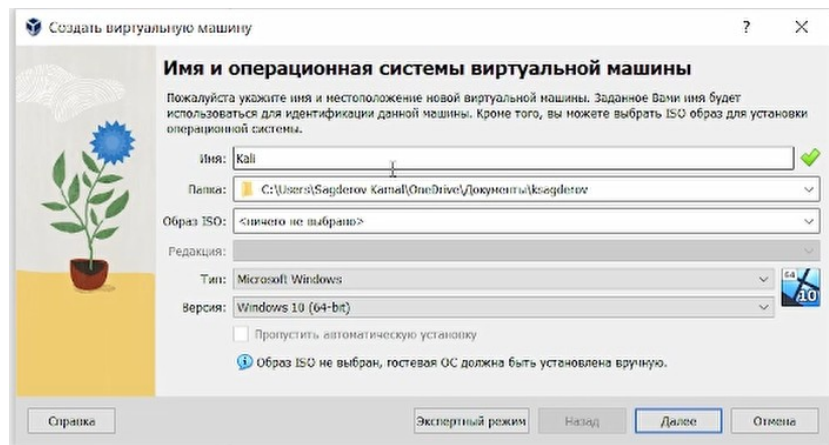 Создать виртуальную машину
Имя и операционная системы виртуальной машины
Пожалуйста укажите имя и местоположение новой виртуальной машины. Заданное Вами имя будет
использоваться для идентификации данной машины. Кроме того, вы можете выбрать ISO образ для установки
операционной системы.
Имя: Kali
Папка: C:\Users\Sagderov Kamal\OneDrive\Документы\ksagderov
Образ ISO: <ничего не выбрано>
Редакция:
Тип: Microsoft Windows
64
10
Версия: Windows 10 (64-bit)
Пропустить автоматическую установку
Образ ISO не выбран, гостевая ОС должна быть установлена вручную.
Справка Экспертный режим Назад Далее Отмена